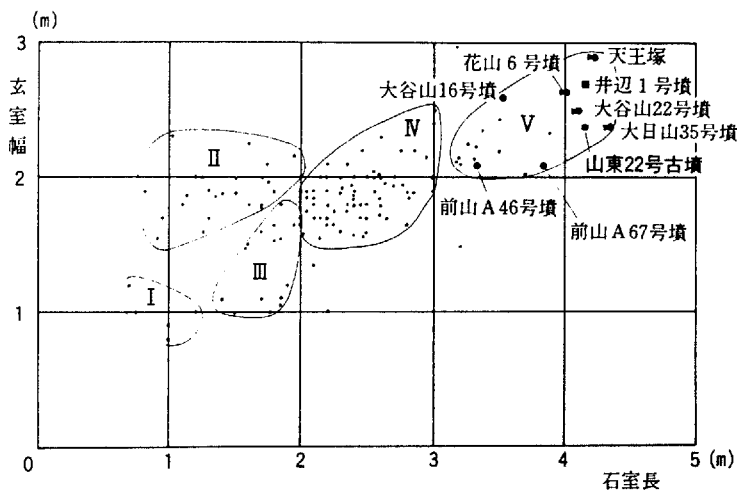 (m)
3
玄室幅
2
1
0
1
2
3
4
5 (m)
石室長
I
II
III
IV
V
花山6号墳
大谷山16号墳
天王塚
井辺1号墳
大谷山22号墳
大日山35号墳
山東22号古墳
前山A46号墳
前山A67号墳